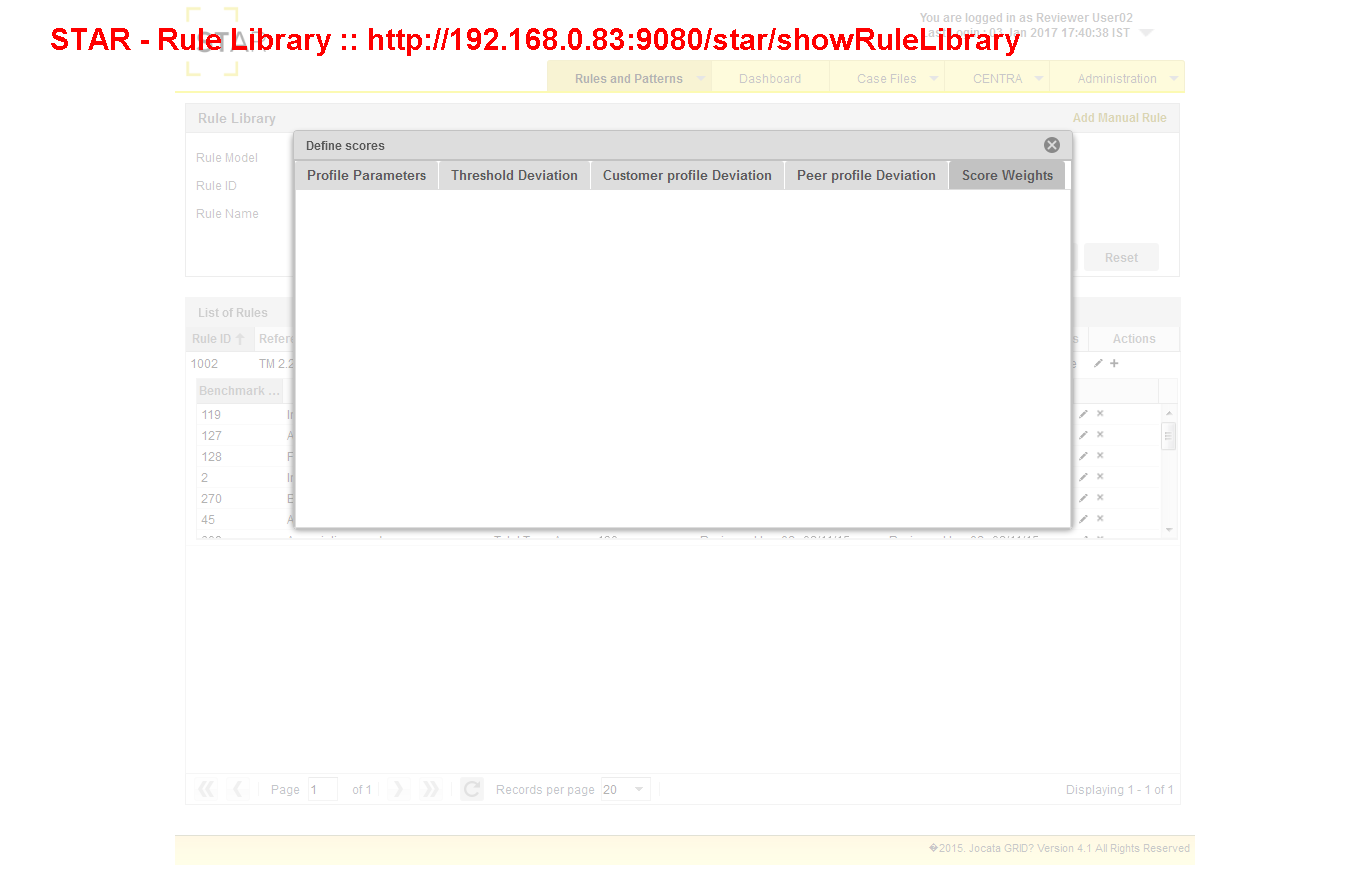 You are logged in as Reviewer User02
STAR - Rule Library :: http://192.168.0.83:9080/star/showRuleLibrary
Last Login : 03 Jan 2017 17:40:38 IST
Rules and Patterns Dashboard Case Files CENTRA Administration
Rule Library Add Manual Rule
Define scores
Rule Model
Profile Parameters Threshold Deviation Customer profile Deviation Peer profile Deviation Score Weights
Rule ID
Rule Name
Reset
List of Rules
Rule ID Actions
1002 TM 2.2
Benchmark ...
119
127
128
2
270
45
Page 1 of 1 Records per page 20 Displaying 1 - 1 of 1
�2015. Jocata GRID? Version 4.1 All Rights Reserved